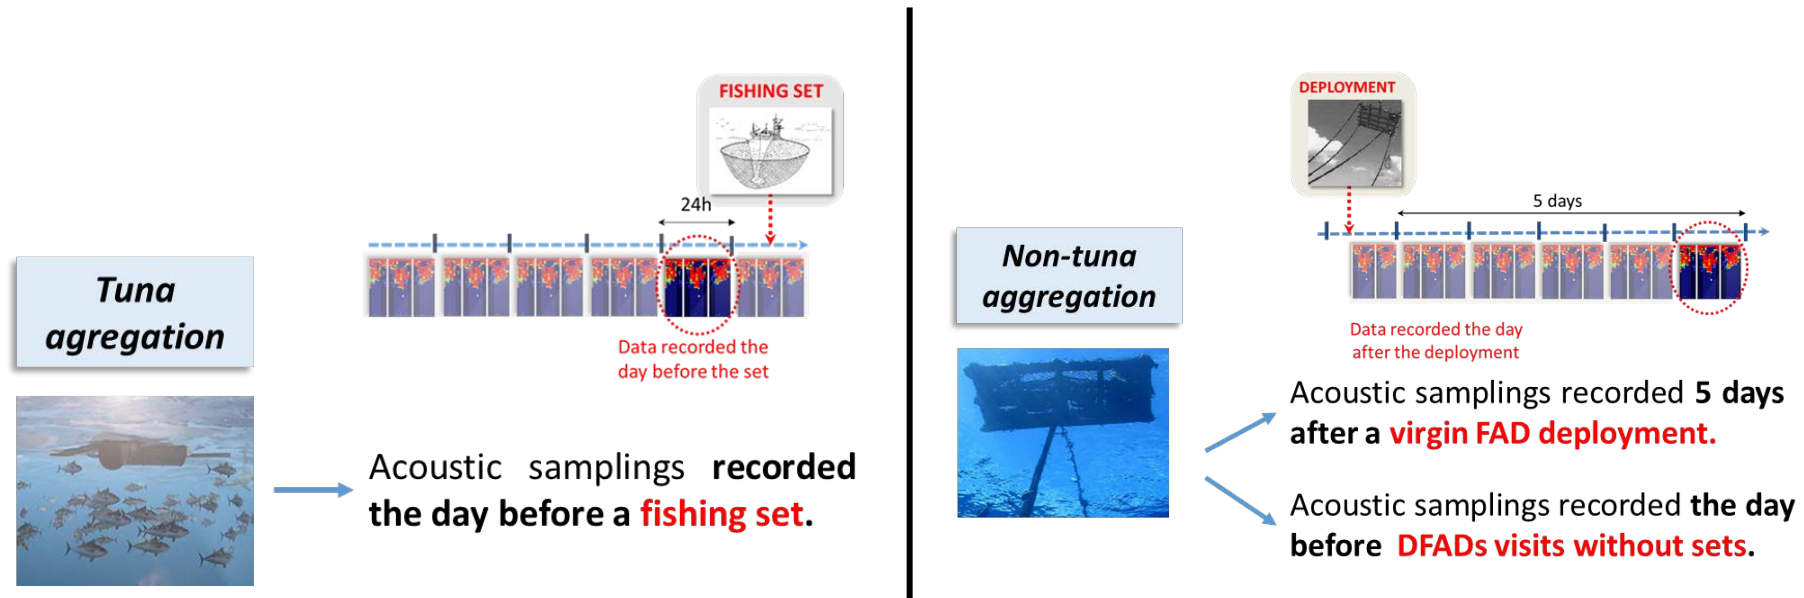 FISHING SET
24h
Tuna
agregation
Data recorded the
day before the set
Acoustic samplings recorded
the day before a fishing set.
DEPLOYMENT
5 days
Non-tuna
aggregation
Data recorded the day
after the deployment
Acoustic samplings recorded 5 days
after a virgin FAD deployment.
Acoustic samplings recorded the day
before DFADs visits without sets.